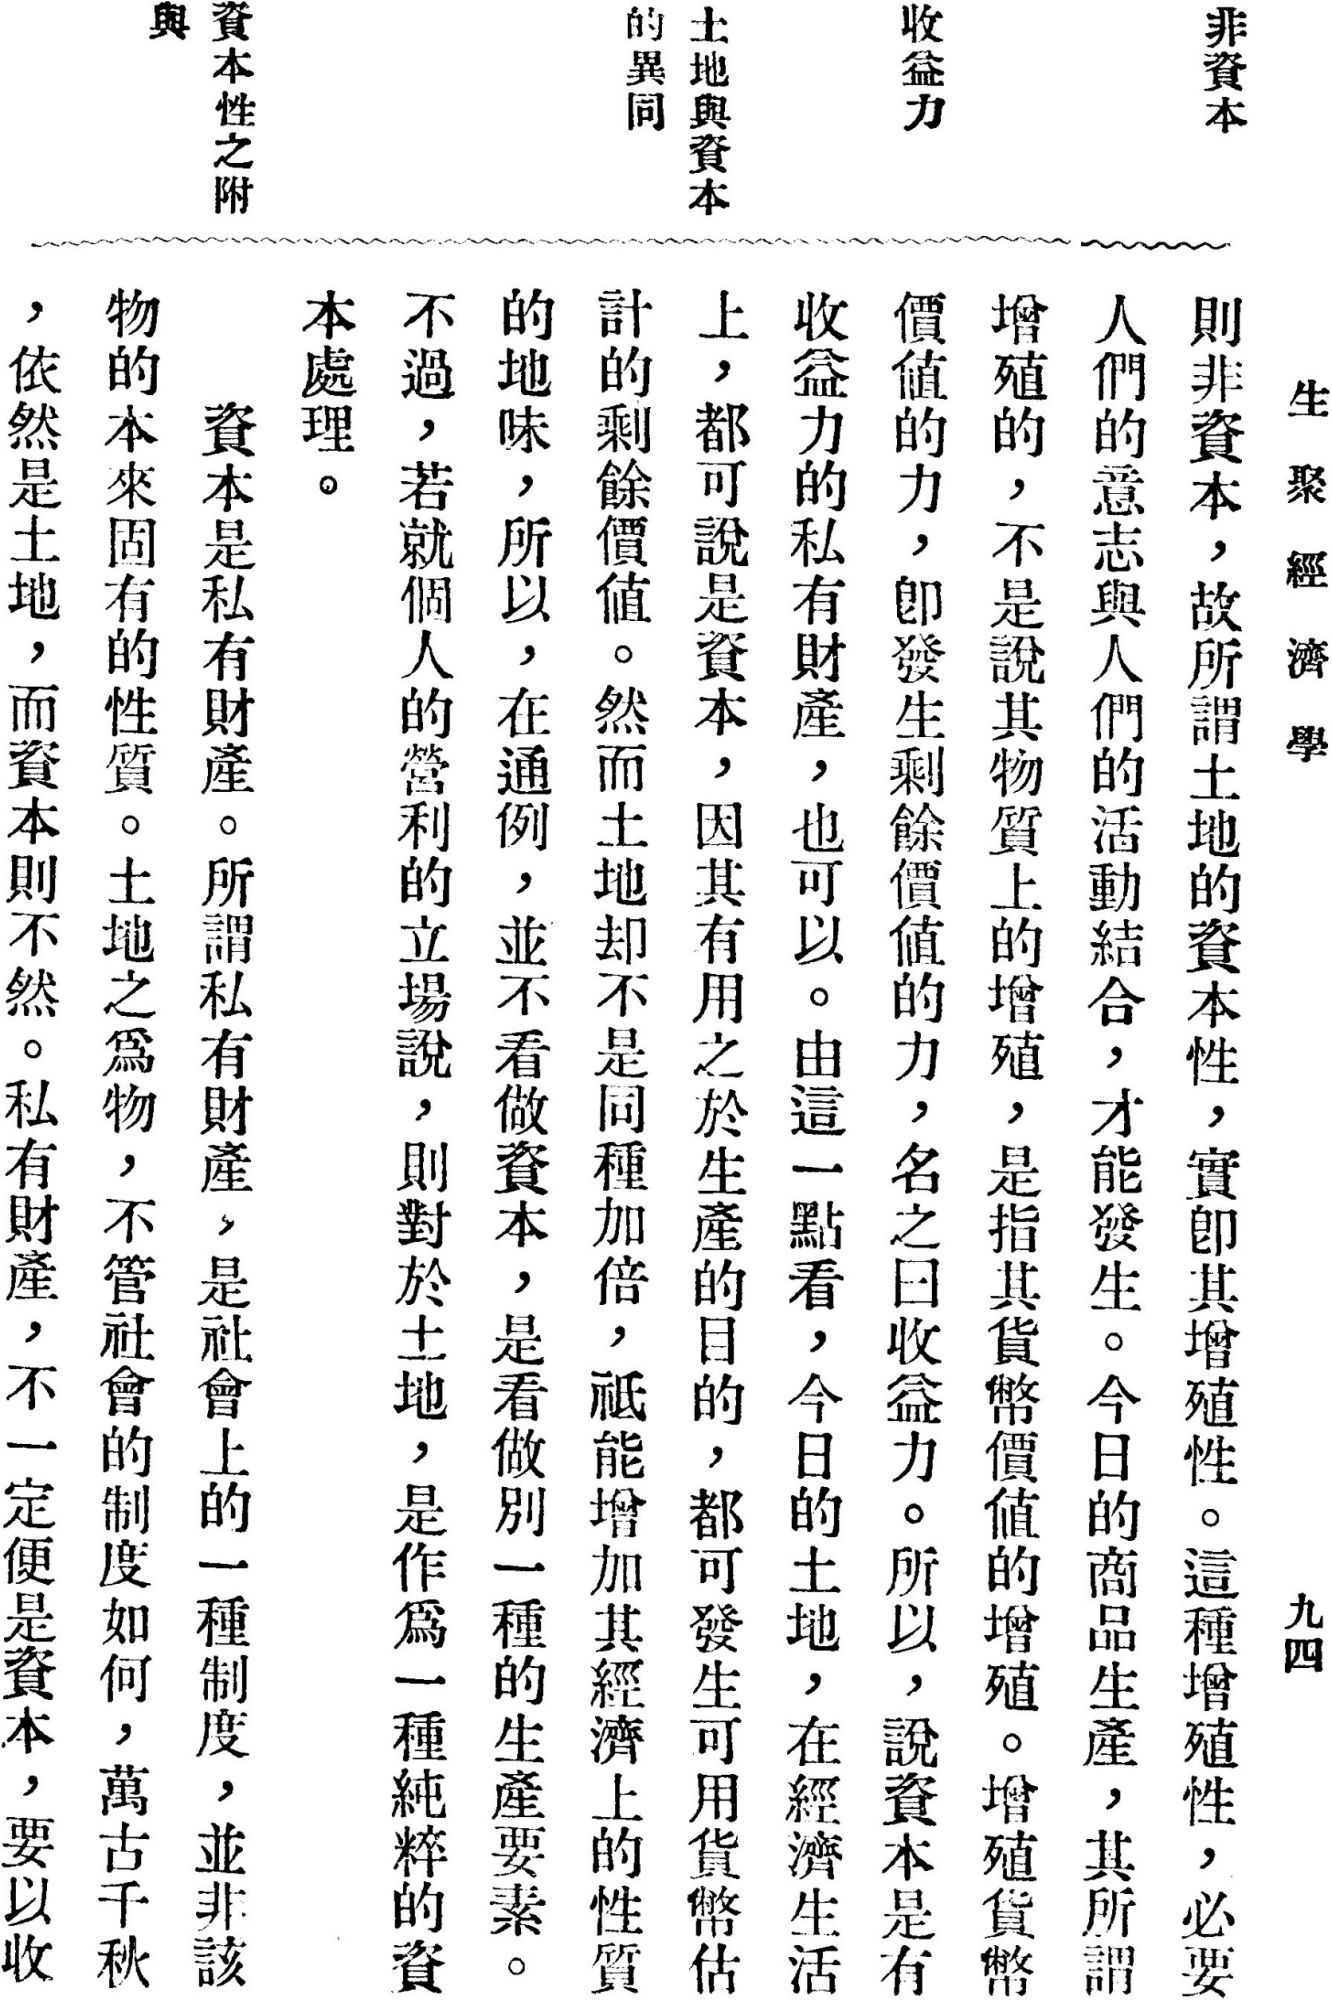 生聚經濟學
九四
非資本
收益力
土地與資本
的異同
資本性之附
與
則非資本，故所謂土地的資本性，實卽其增殖性。這種增殖性，必要
人們的意志與人們的活動結合，才能發生。今日的商品生產，其所謂
增殖的，不是說其物質上的增殖，是指其貨幣價値的增殖。增殖貨幣
價値的力，卽發生剩餘價値的力，名之曰收益力。所以，說資本是有
收益力的私有財產，也可以。由這一點看，今日的土地，在經濟生活
上，都可說是資本，因其有用之於生產的目的，都可發生可用貨幣估
計的剩餘價値。然而土地却不是同種加倍，祗能增加其經濟上的性質
的地味，所以，在通例，並不看做資本，是看做別一種的生產要素。
不過，若就個人的營利的立場說，則對於土地，是作爲一種純粹的資
本處理。
資本是私有財產。所謂私有財產，是社會上的一種制度，並非該
物的本來固有的性質。土地之爲物，不管社會的制度如何，萬古千秋
，依然是土地，而資本則不然。私有財產，不一定便是資本，要以收